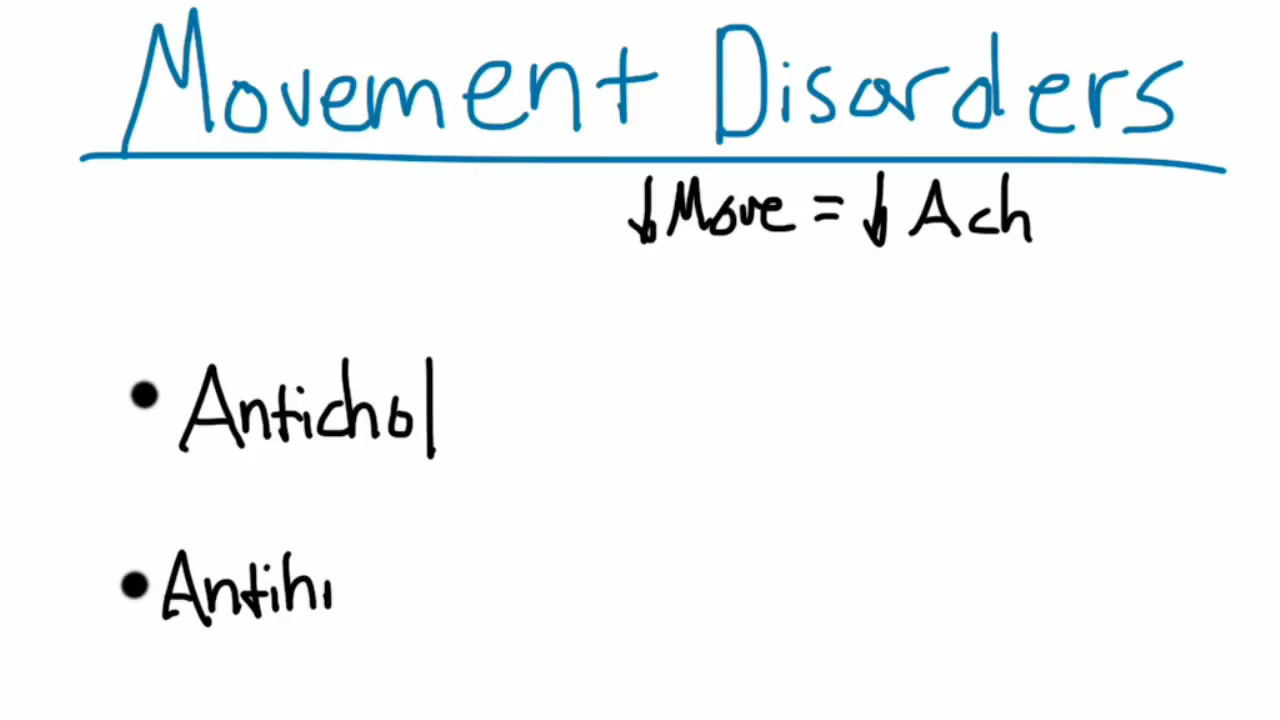 Movement Disorders
↓ Move = ↓ Ach
• Antichol
• Antihi